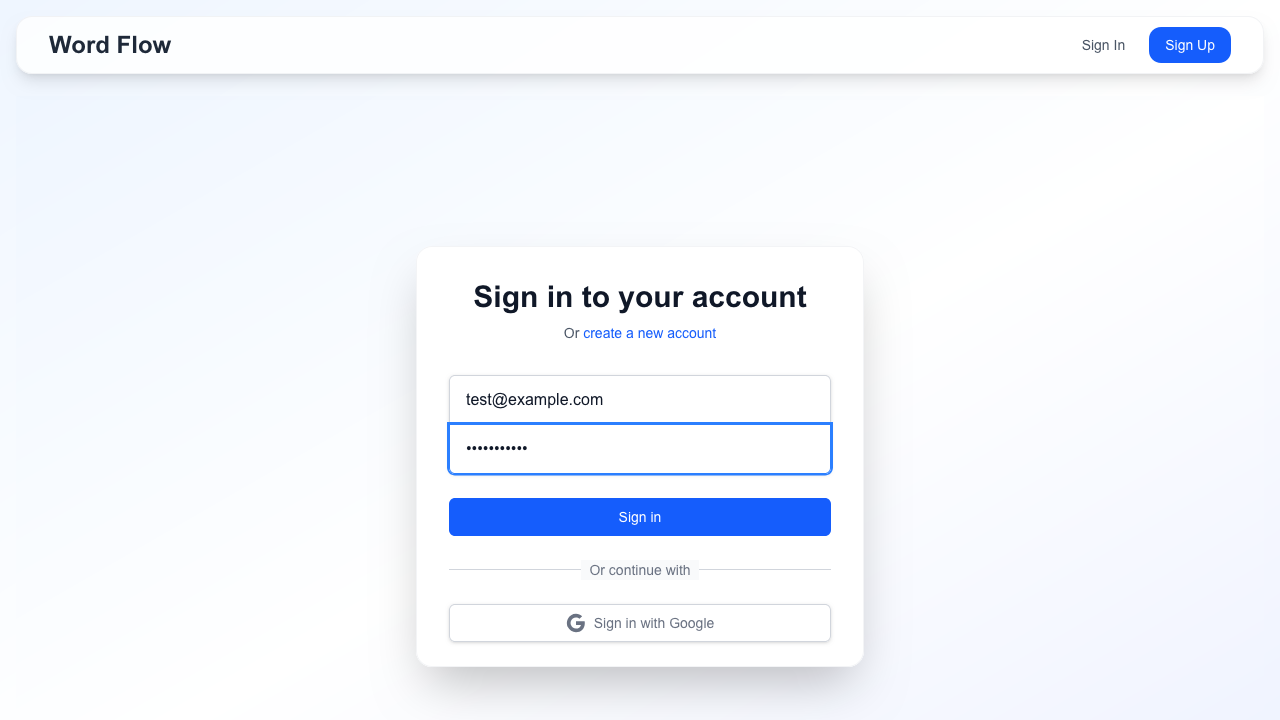 Word Flow
Sign In
Sign Up
Sign in to your account
Or create a new account
test@example.com
•••••••••••
Sign in
Or continue with
Sign in with Google